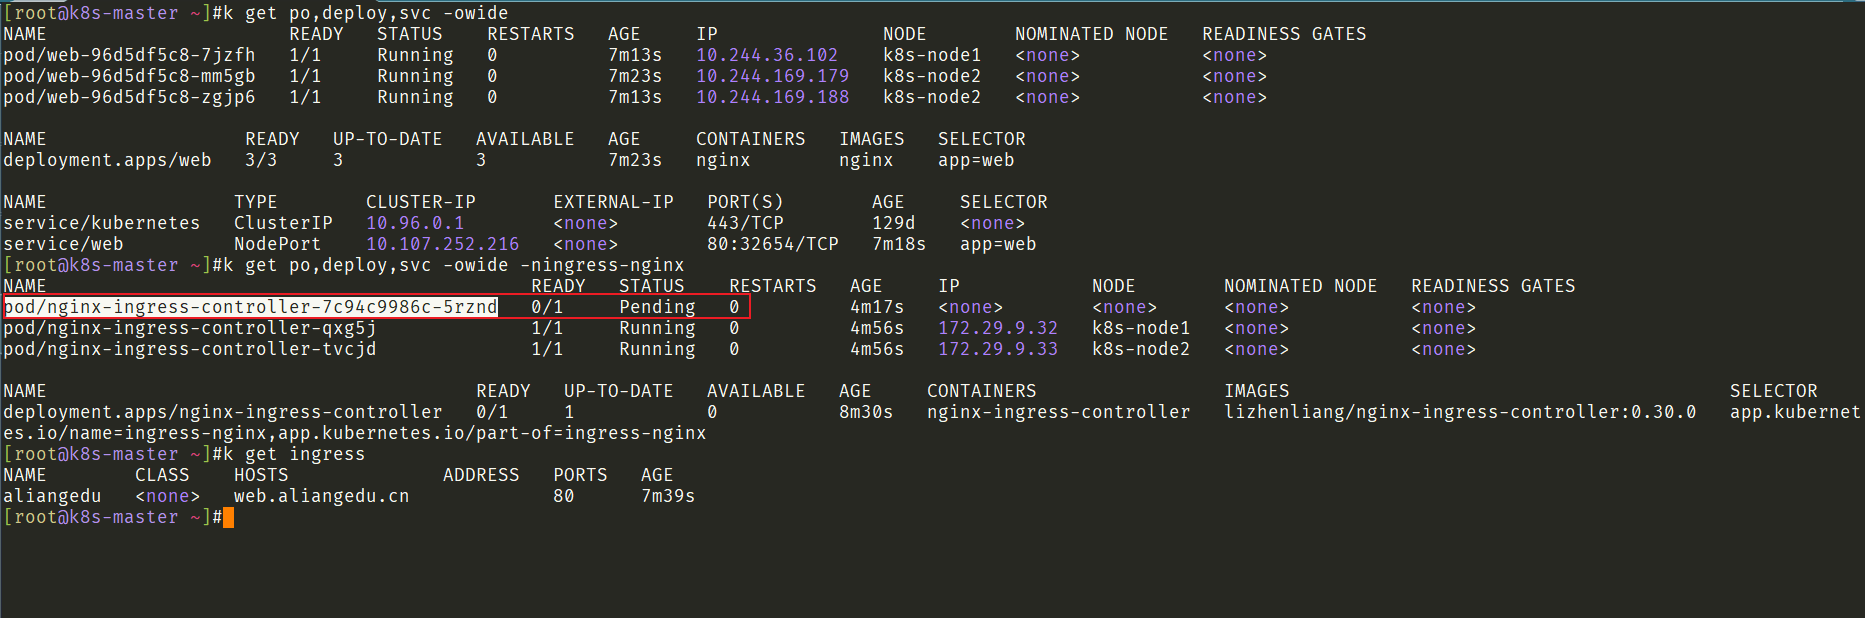 [root@k8s-master ~]#k get po,deploy,svc -owide
NAME                      READY   STATUS    RESTARTS   AGE     IP               NODE        NOMINATED NODE   READINESS GATES
pod/web-96d5df5c8-7jzfh   1/1     Running   0          7m13s   10.244.36.102    k8s-node1   <none>           <none>
pod/web-96d5df5c8-mm5gb   1/1     Running   0          7m23s   10.244.169.179   k8s-node2   <none>           <none>
pod/web-96d5df5c8-zgjp6   1/1     Running   0          7m13s   10.244.169.188   k8s-node2   <none>           <none>
NAME                  READY   UP-TO-DATE   AVAILABLE   AGE     CONTAINERS   IMAGES   SELECTOR
deployment.apps/web   3/3     3            3           7m23s   nginx        nginx    app=web
NAME                 TYPE        CLUSTER-IP       EXTERNAL-IP   PORT(S)        AGE     SELECTOR
service/kubernetes   ClusterIP   10.96.0.1        <none>        443/TCP        129d    <none>
service/web          NodePort    10.107.252.216   <none>        80:32654/TCP   7m18s   app=web
[root@k8s-master ~]#k get po,deploy,svc -owide -ningress-nginx
NAME                                            READY   STATUS    RESTARTS   AGE     IP            NODE        NOMINATED NODE   READINESS GATES
pod/nginx-ingress-controller-7c94c9986c-5rznd   0/1     Pending   0          4m17s   <none>        <none>      <none>           <none>
pod/nginx-ingress-controller-qxg5j              1/1     Running   0          4m56s   172.29.9.32   k8s-node1   <none>           <none>
pod/nginx-ingress-controller-tvcjd              1/1     Running   0          4m56s   172.29.9.33   k8s-node2   <none>           <none>
NAME                                       READY   UP-TO-DATE   AVAILABLE   AGE     CONTAINERS                 IMAGES                                        SELECTOR
deployment.apps/nginx-ingress-controller   0/1     1            0           8m30s   nginx-ingress-controller   lizhenliang/nginx-ingress-controller:0.30.0   app.kubernet
es.io/name=ingress-nginx,app.kubernetes.io/part-of=ingress-nginx
[root@k8s-master ~]#k get ingress
NAME        CLASS    HOSTS              ADDRESS   PORTS   AGE
aliangedu   <none>   web.aliangedu.cn             80      7m39s
[root@k8s-master ~]#